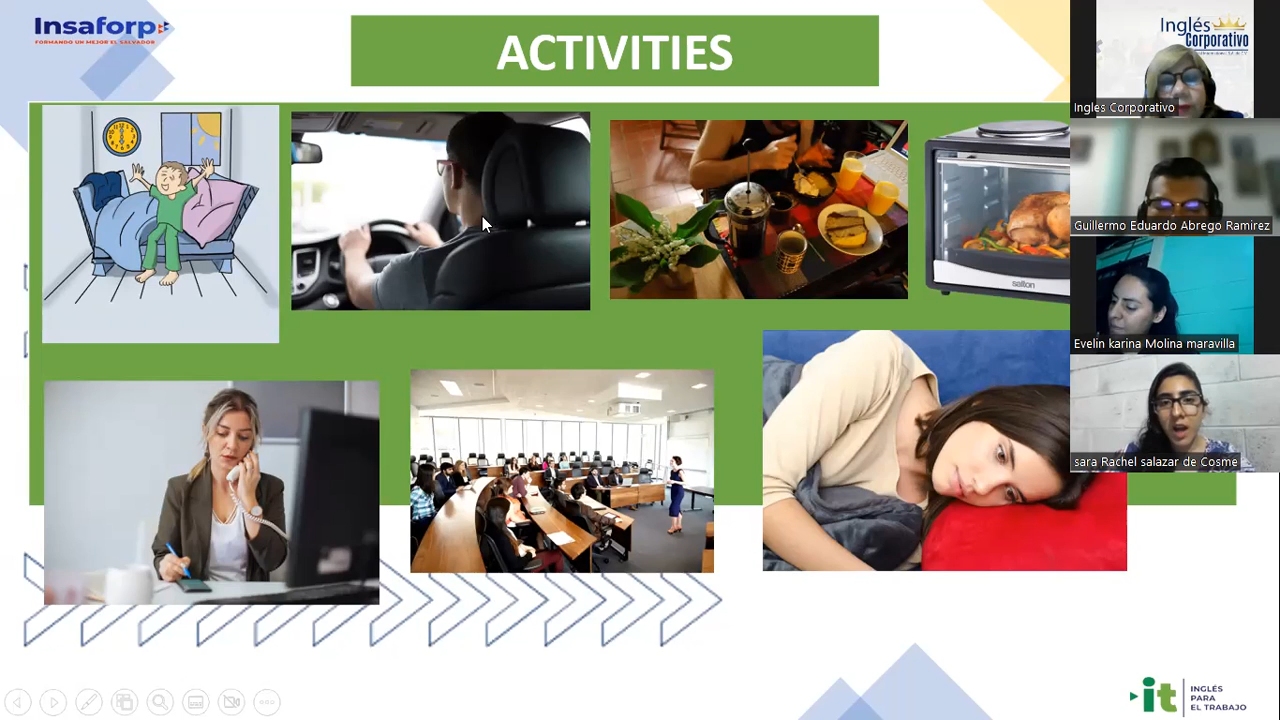 Insaforp
FORMANDO UN MEJOR EL SALVADOR
ACTIVITIES
Inglés
Corporativo
Ingles Corporativo
Guillermo Eduardo Abrego Ramirez
Evelin karina Molina maravilla
sara Rachel salazar de Cosme
salton
it
INGLÉS
PARA
EL TRABAJO